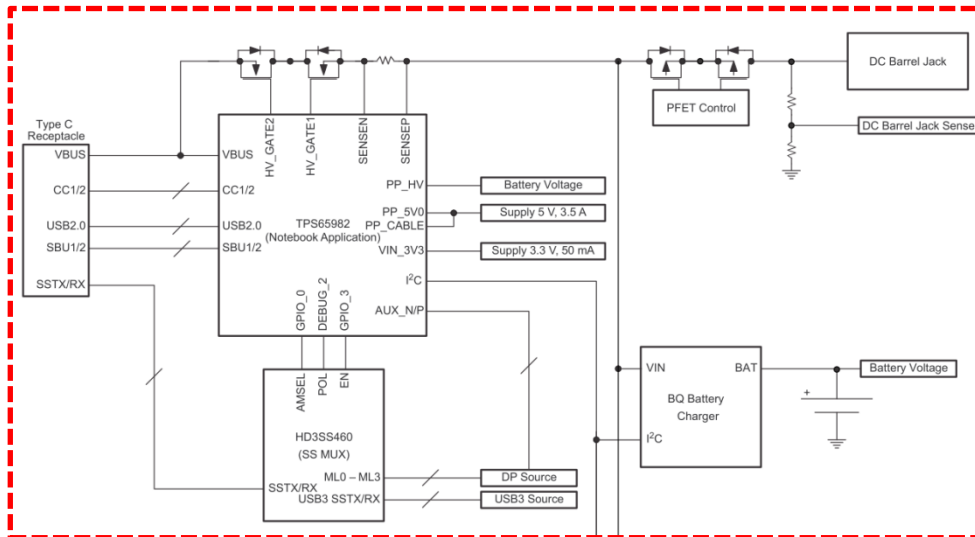 DC Barrel Jack
PFET Control
DC Barrel Jack Sense
Type C
Receptacle
VBUS
CC1/2
USB2.0
SBU1/2
SSTX/RX
HV_GATE2
HV_GATE1
SENSEN
SENSEP
VBUS
CC1/2
USB2.0
SBU1/2
TPS65982
(Notebook Application)
PP_HV
PP_5V0
PP_CABLE
VIN_3V3
I²C
AUX_N/P
GPIO_0
DEBUG_2
GPIO_3
Battery Voltage
Supply 5 V, 3.5 A
Supply 3.3 V, 50 mA
AMSEL
POL
EN
HD3SS460
(SS MUX)
ML0 – ML3
SSTX/RX
USB3 SSTX/RX
DP Source
USB3 Source
VIN
BAT
BQ Battery
Charger
I²C
Battery Voltage
+